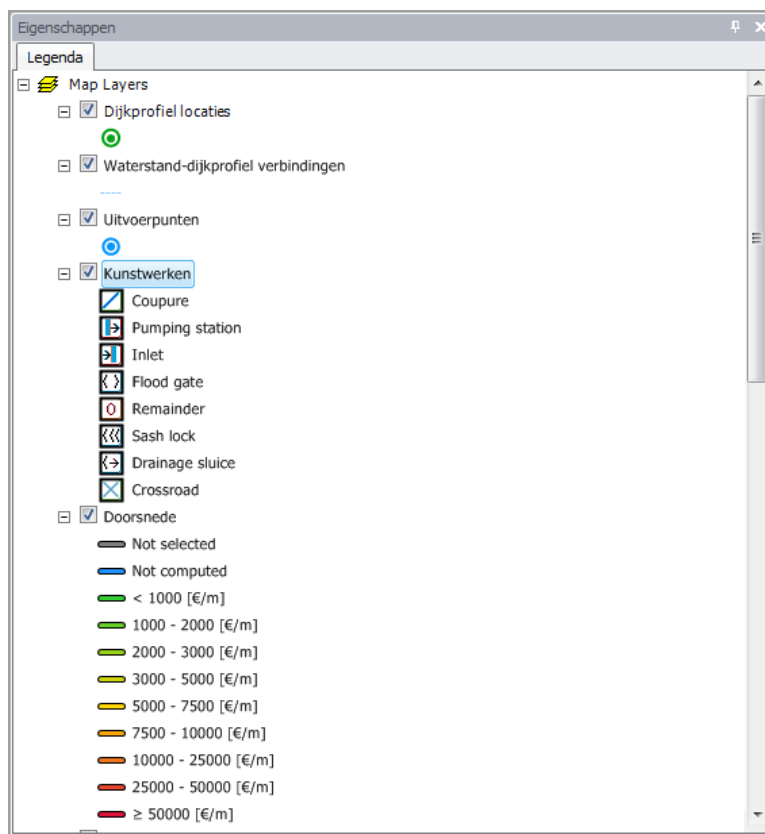 Eigenschappen
Legenda
Map Layers
Dijkprofiel locaties
Waterstand-dijkprofiel verbindingen
Uitvoerpunten
Kunstwerken
Coupure
Pumping station
Inlet
Flood gate
Remainder
Sash lock
Drainage sluice
Crossroad
Doorsnede
Not selected
Not computed
< 1000 [€/m]
1000 - 2000 [€/m]
2000 - 3000 [€/m]
3000 - 5000 [€/m]
5000 - 7500 [€/m]
7500 - 10000 [€/m]
10000 - 25000 [€/m]
25000 - 50000 [€/m]
≥ 50000 [€/m]